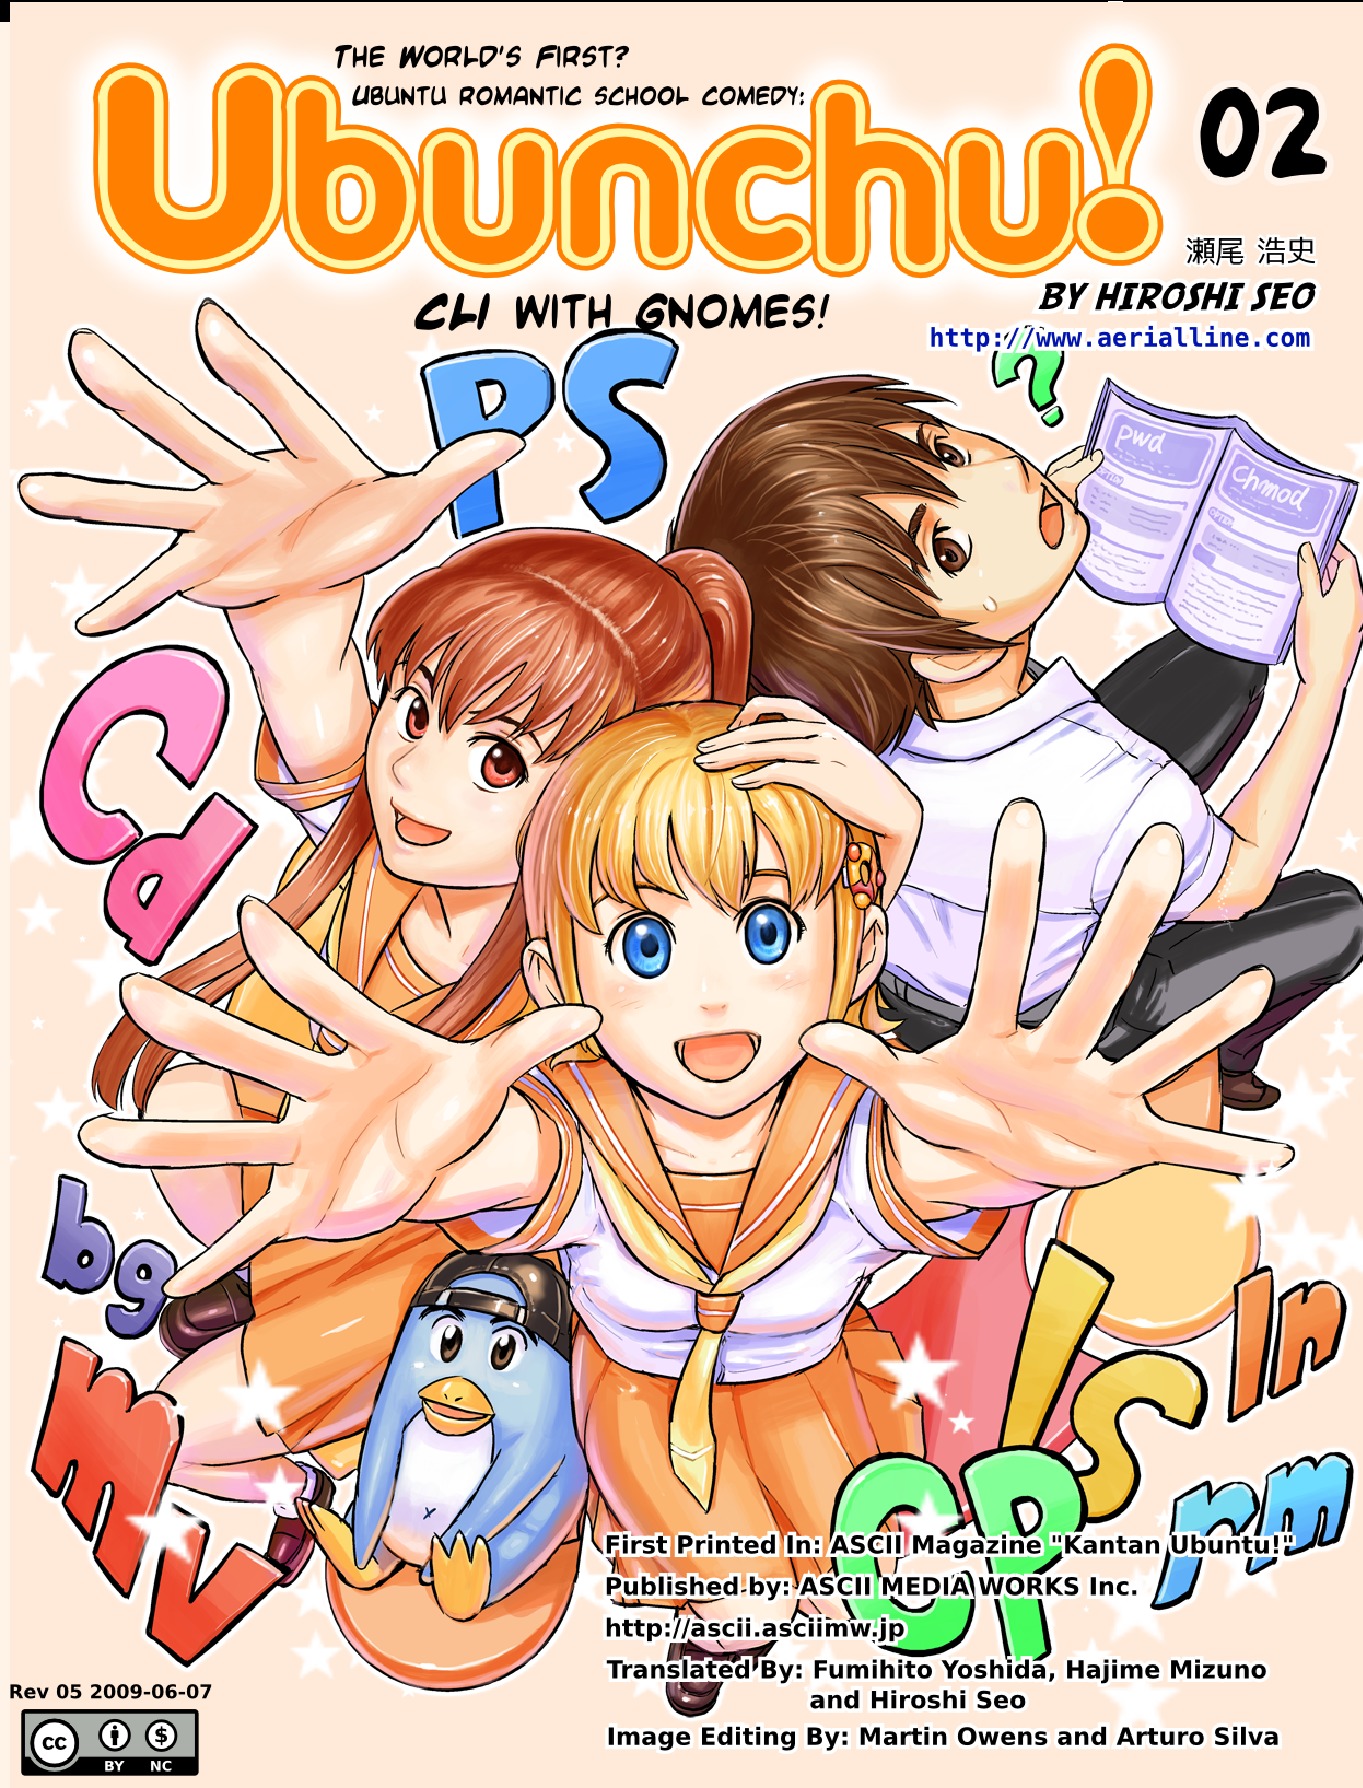 THE WORLD'S FIRST?
UBUNTU ROMANTIC SCHOOL COMEDY:
Ubunchu!
02
瀬尾 浩史
BY HIROSHI SEO
http://www.aerialline.com
CLI WITH GNOMES!
PS
?
pwd
chmod
OPTION
Cd
bg
mv
ls
ln
CP
rm
First Printed In: ASCII Magazine "Kantan Ubuntu!"
Published by: ASCII MEDIA WORKS Inc.
http://ascii.asciimw.jp
Translated By: Fumihito Yoshida, Hajime Mizuno
and Hiroshi Seo
Image Editing By: Martin Owens and Arturo Silva
Rev 05 2009-06-07
cc
$
BY NC